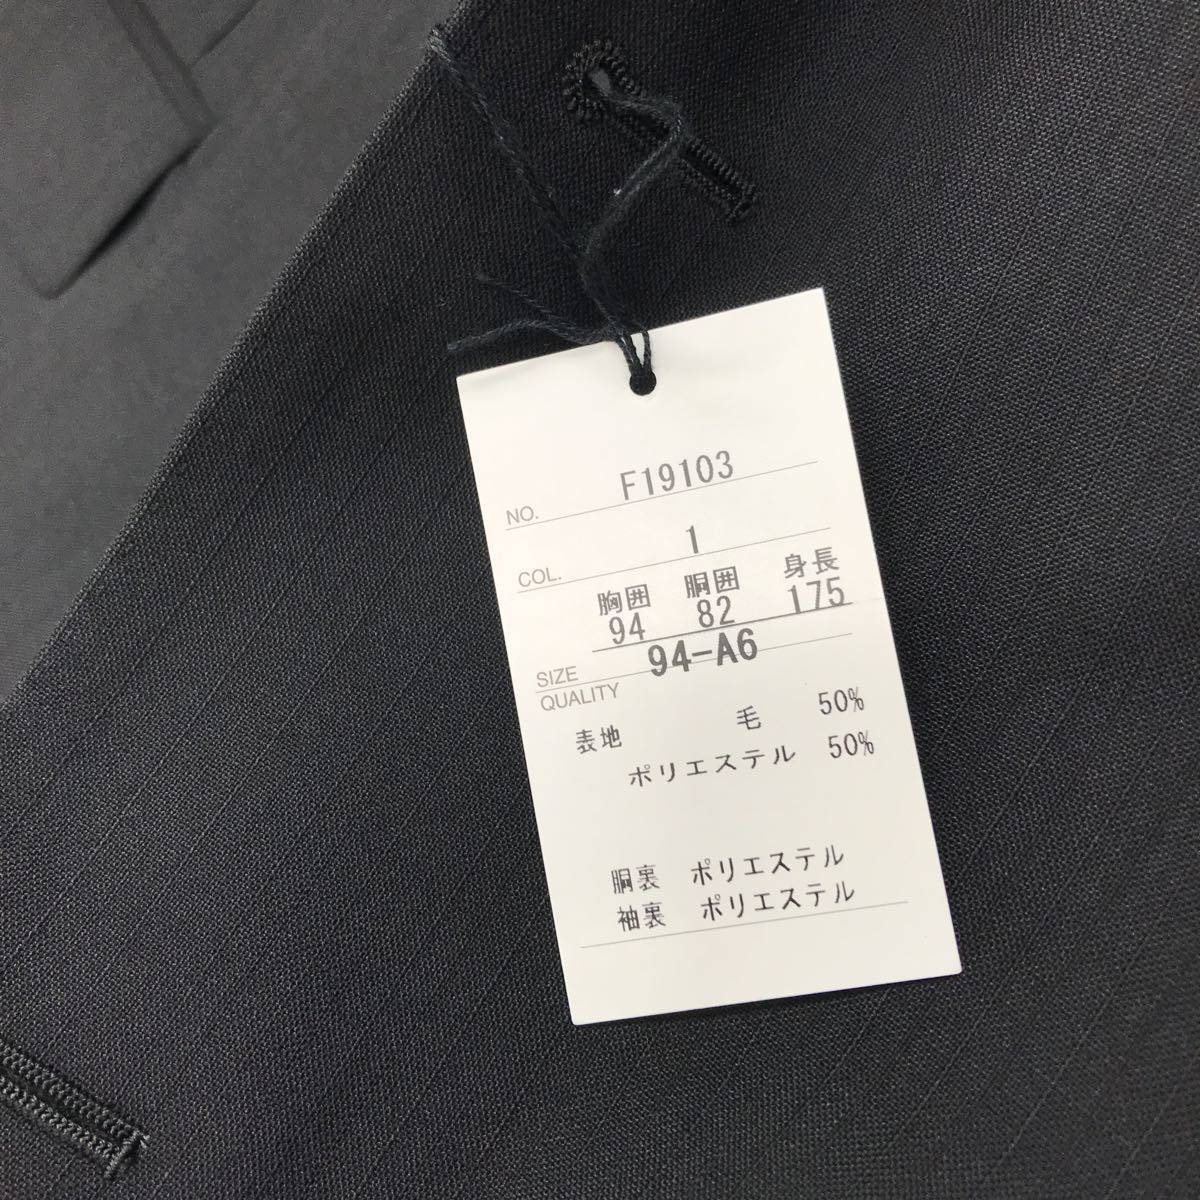 NO. F19103
COL. 1
胸囲 胴囲 身長
94 82 175
SIZE 94-A6
QUALITY
表地 毛 50%
ポリエステル 50%
胴裏 ポリエステル
袖裏 ポリエステル